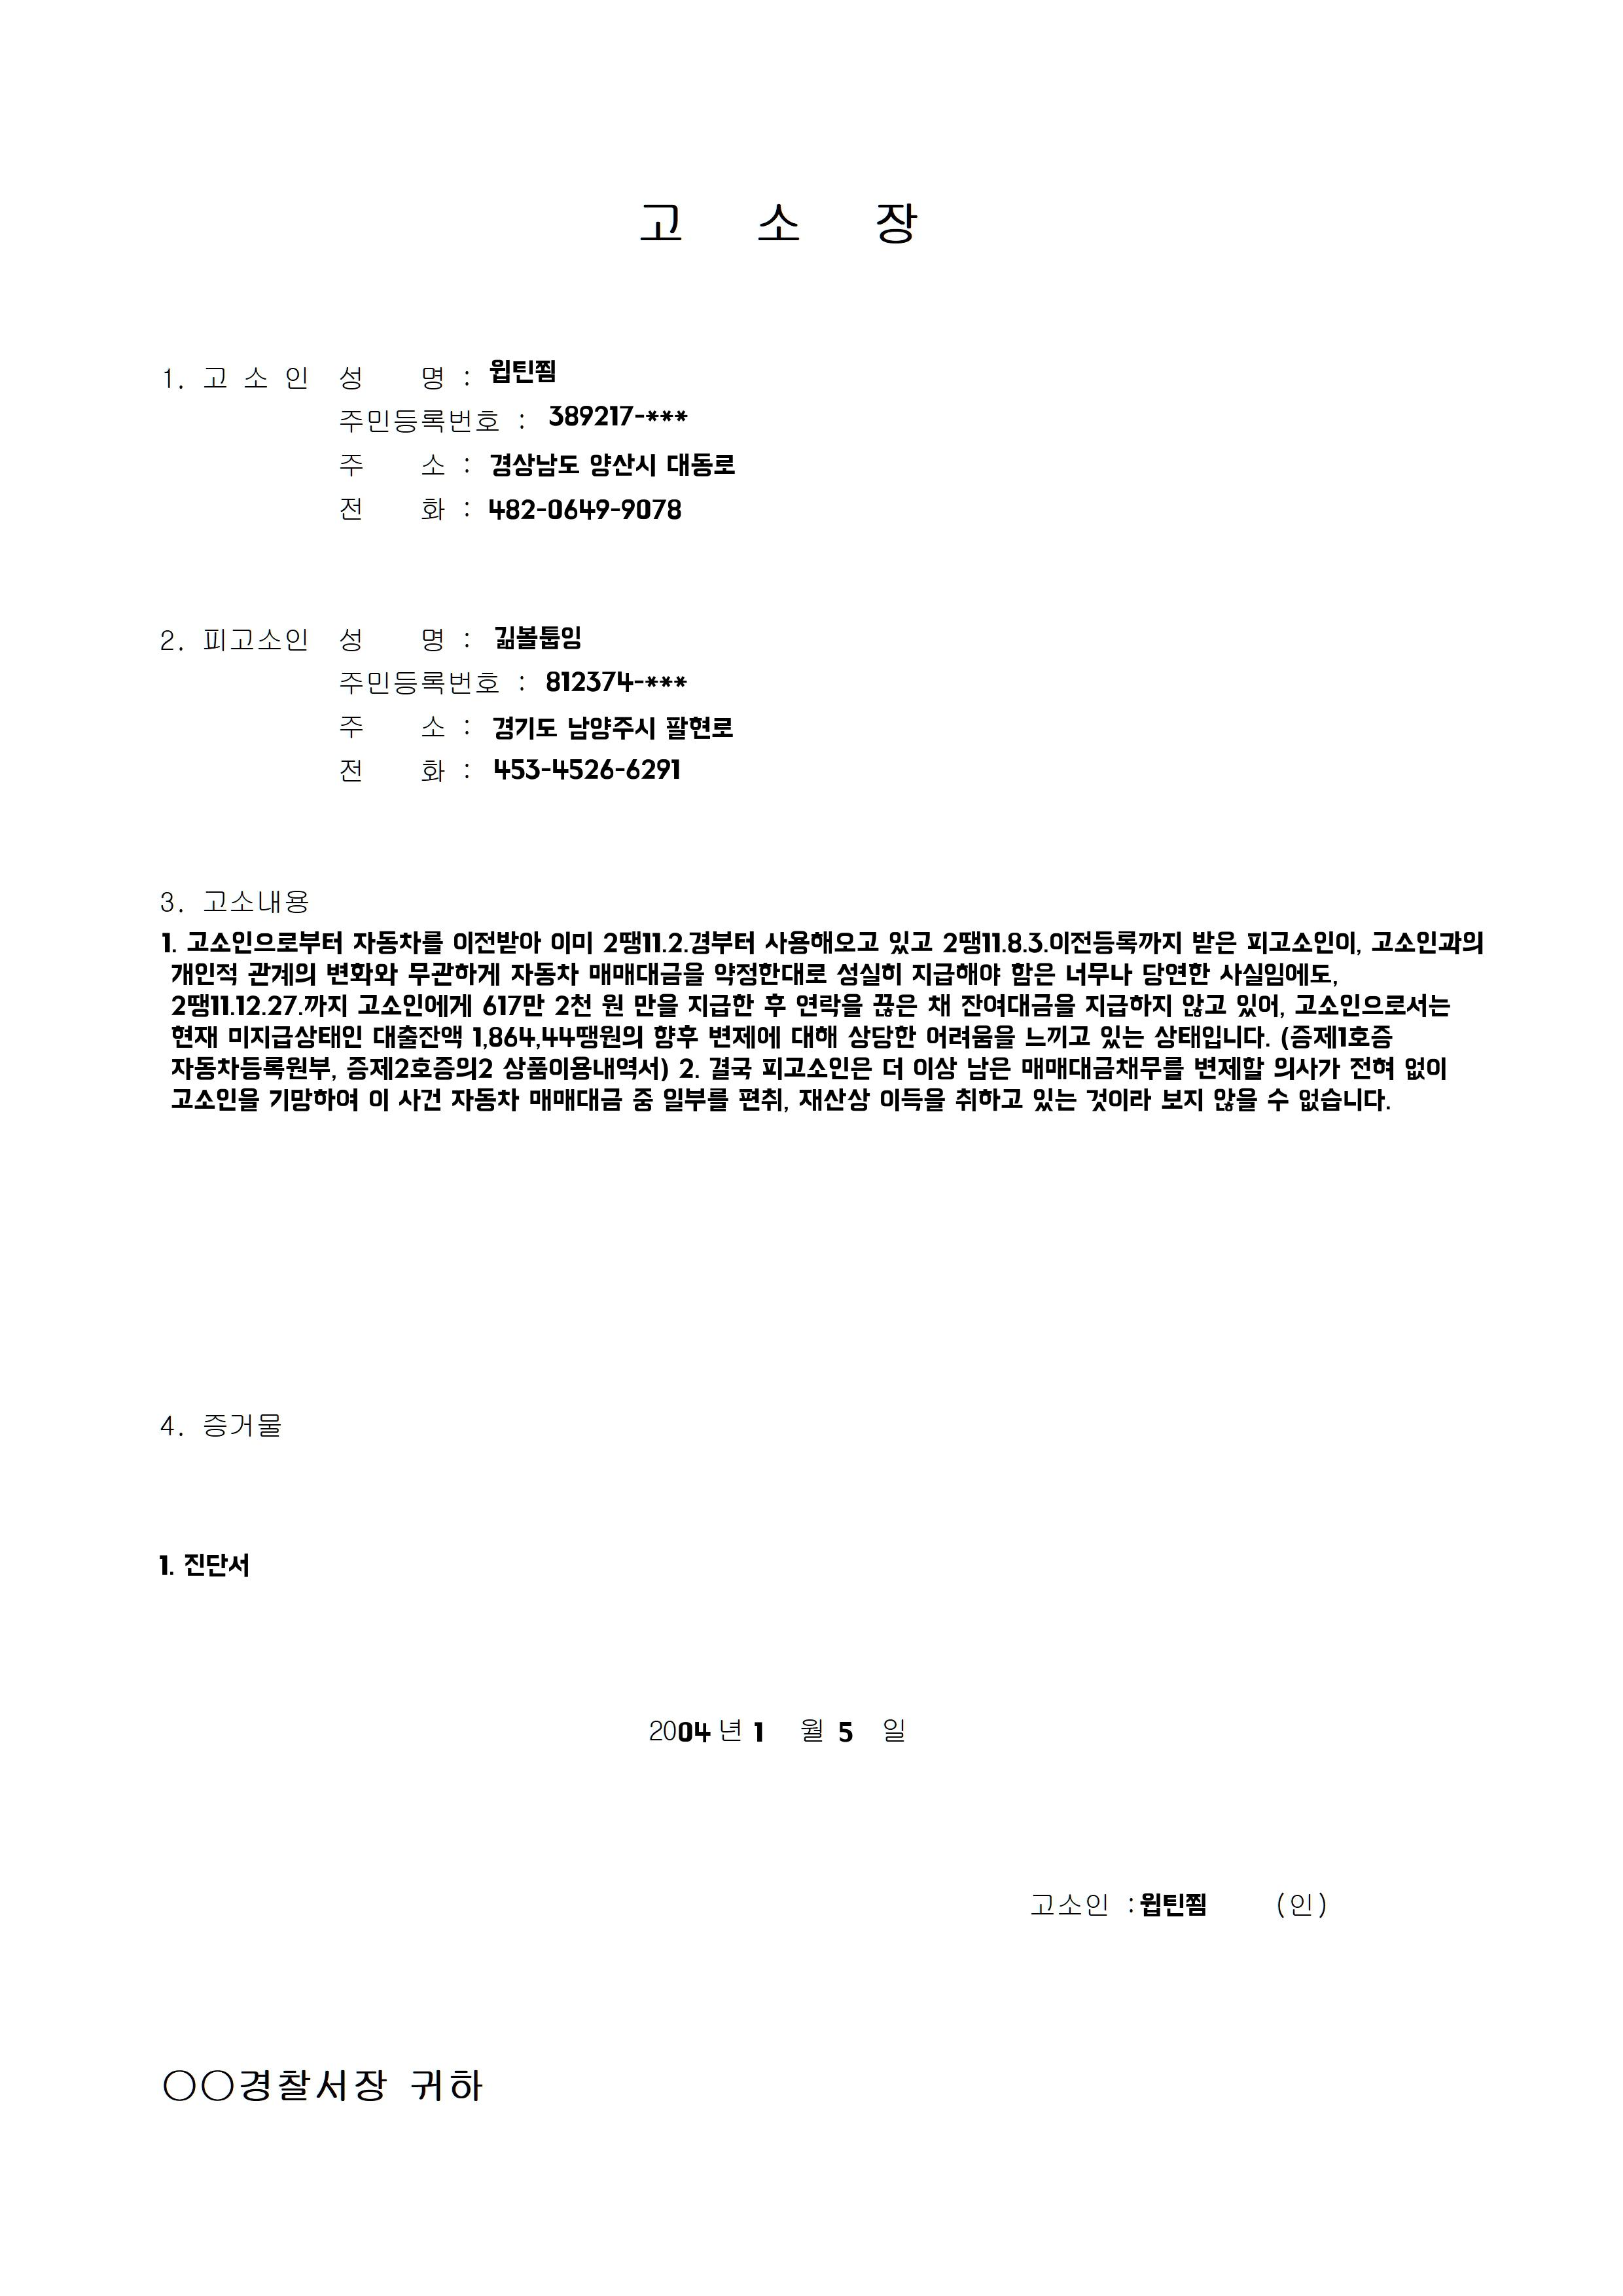 고 소 장
1. 고 소 인 성 명 : 윕틴찜
주민등록번호 : 389217-***
주 소 : 경상남도 양산시 대동로
전 화 : 482-0649-9078
2. 피고소인 성 명 : 긺볼툽잉
주민등록번호 : 812374-***
주 소 : 경기도 남양주시 팔현로
전 화 : 453-4526-6291
3. 고소내용
1. 고소인으로부터 자동차를 이전받아 이미 2땡11.2.경부터 사용해오고 있고 2땡11.8.3.이전등록까지 받은 피고소인이, 고소인과의
개인적 관계의 변화와 무관하게 자동차 매매대금을 약정한대로 성실히 지급해야 함은 너무나 당연한 사실임에도,
2땡11.12.27.까지 고소인에게 617만 2천 원 만을 지급한 후 연락을 끊은 채 잔여대금을 지급하지 않고 있어, 고소인으로서는
현재 미지급상태인 대출잔액 1,864,44땡원의 향후 변제에 대해 상당한 어려움을 느끼고 있는 상태입니다. (증제1호증
자동차등록원부, 증제2호증의2 상품이용내역서) 2. 결국 피고소인은 더 이상 남은 매매대금채무를 변제할 의사가 전혀 없이
고소인을 기망하여 이 사건 자동차 매매대금 중 일부를 편취, 재산상 이득을 취하고 있는 것이라 보지 않을 수 없습니다.
4. 증거물
1. 진단서
2004 년 1 월 5 일
고소인 : 윕틴찜 (인)
○○경찰서장 귀하